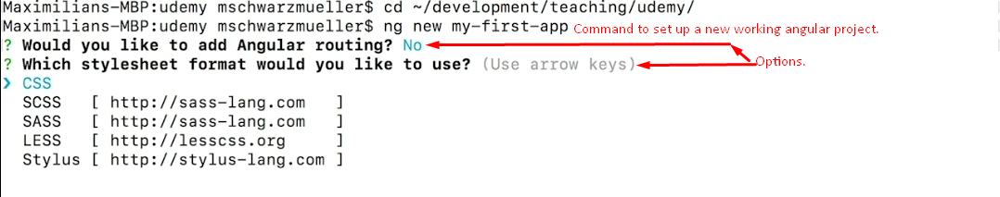 Maximilians-MBP:udemy mschwarzmueller$ cd ~/development/teaching/udemy/
Maximilians-MBP:udemy mschwarzmueller$ ng new my-first-app Command to set up a new working angular project.
? Would you like to add Angular routing? No
? Which stylesheet format would you like to use? (Use arrow keys) Options.
❯ CSS
SCSS [ http://sass-lang.com ]
SASS [ http://sass-lang.com ]
LESS [ http://lesscss.org ]
Stylus [ http://stylus-lang.com ]